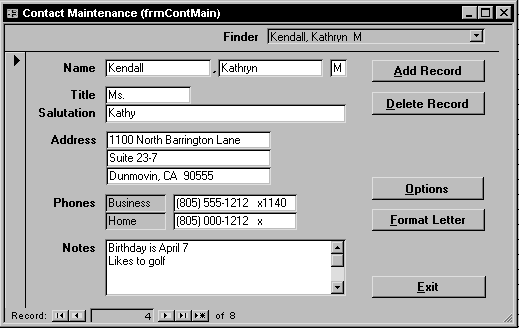 Contact Maintenance (frmContMain)
Finder Kendall, Kathryn M
Name Kendall , Kathryn M
Add Record
Title Ms.
Delete Record
Salutation Kathy
Address 1100 North Barrington Lane
Suite 23-7
Dunmovin, CA 90555
Options
Phones Business (805) 555-1212 x1140
Home (805) 000-1212 x
Format Letter
Notes Birthday is April 7
Likes to golf
Exit
Record: 4 of 8